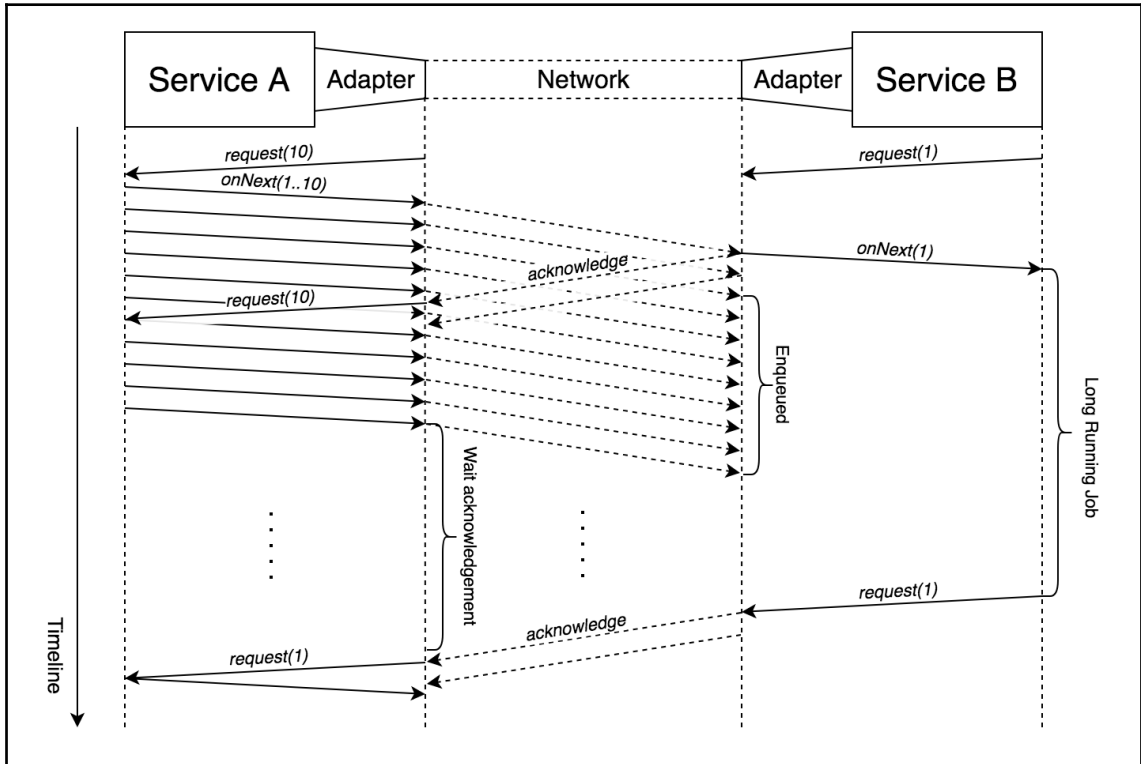 Service A
Adapter
Network
Adapter
Service B
request(10)
request(1)
onNext(1..10)
onNext(1)
acknowledge
request(10)
Enqueued
Long Running Job
Wait acknowledgement
request(1)
acknowledge
request(1)
Timeline